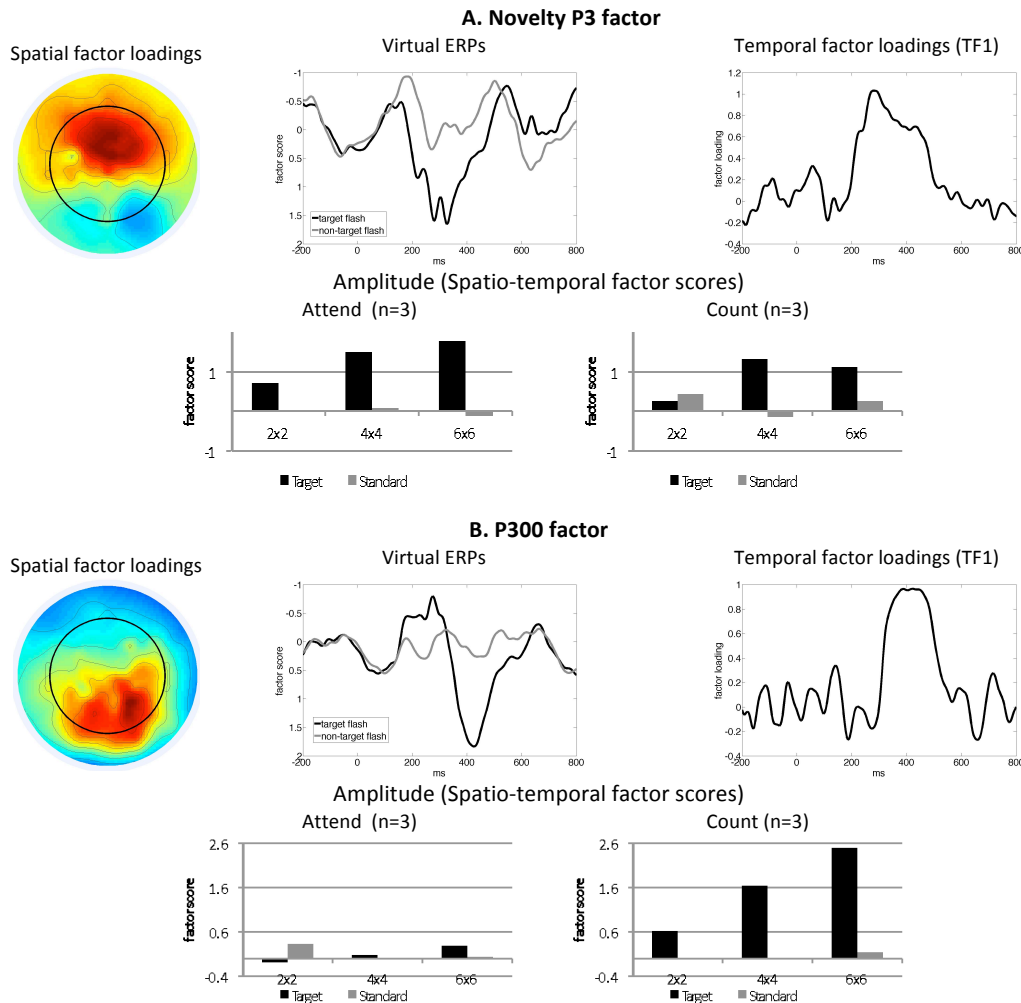 A. Novelty P3 factor
Spatial factor loadings
Virtual ERPs
Temporal factor loadings (TF1)
-1
-0.5
0
0.5
1
1.5
2
factor score
target flash
non-target flash
-200 0 200 400 600 800
ms
1.2
1
0.8
0.6
0.4
0.2
0
-0.2
-0.4
factor loading
-200 0 200 400 600 800
ms
Amplitude (Spatio-temporal factor scores)
Attend (n=3)
factor score
1
-1
2x2 4x4 6x6
Target Standard
Count (n=3)
factor score
1
-1
2x2 4x4 6x6
Target Standard
B. P300 factor
Spatial factor loadings
Virtual ERPs
Temporal factor loadings (TF1)
-1
-0.5
0
0.5
1
1.5
2
factor score
target flash
non-target flash
-200 0 200 400 600 800
ms
1
0.8
0.6
0.4
0.2
0
-0.2
-0.4
factor loading
-200 0 200 400 600 800
ms
Amplitude (Spatio-temporal factor scores)
Attend (n=3)
factor score
2.6
1.6
0.6
-0.4
2x2 4x4 6x6
Target Standard
Count (n=3)
factor score
2.6
1.6
0.6
-0.4
2x2 4x4 6x6
Target Standard